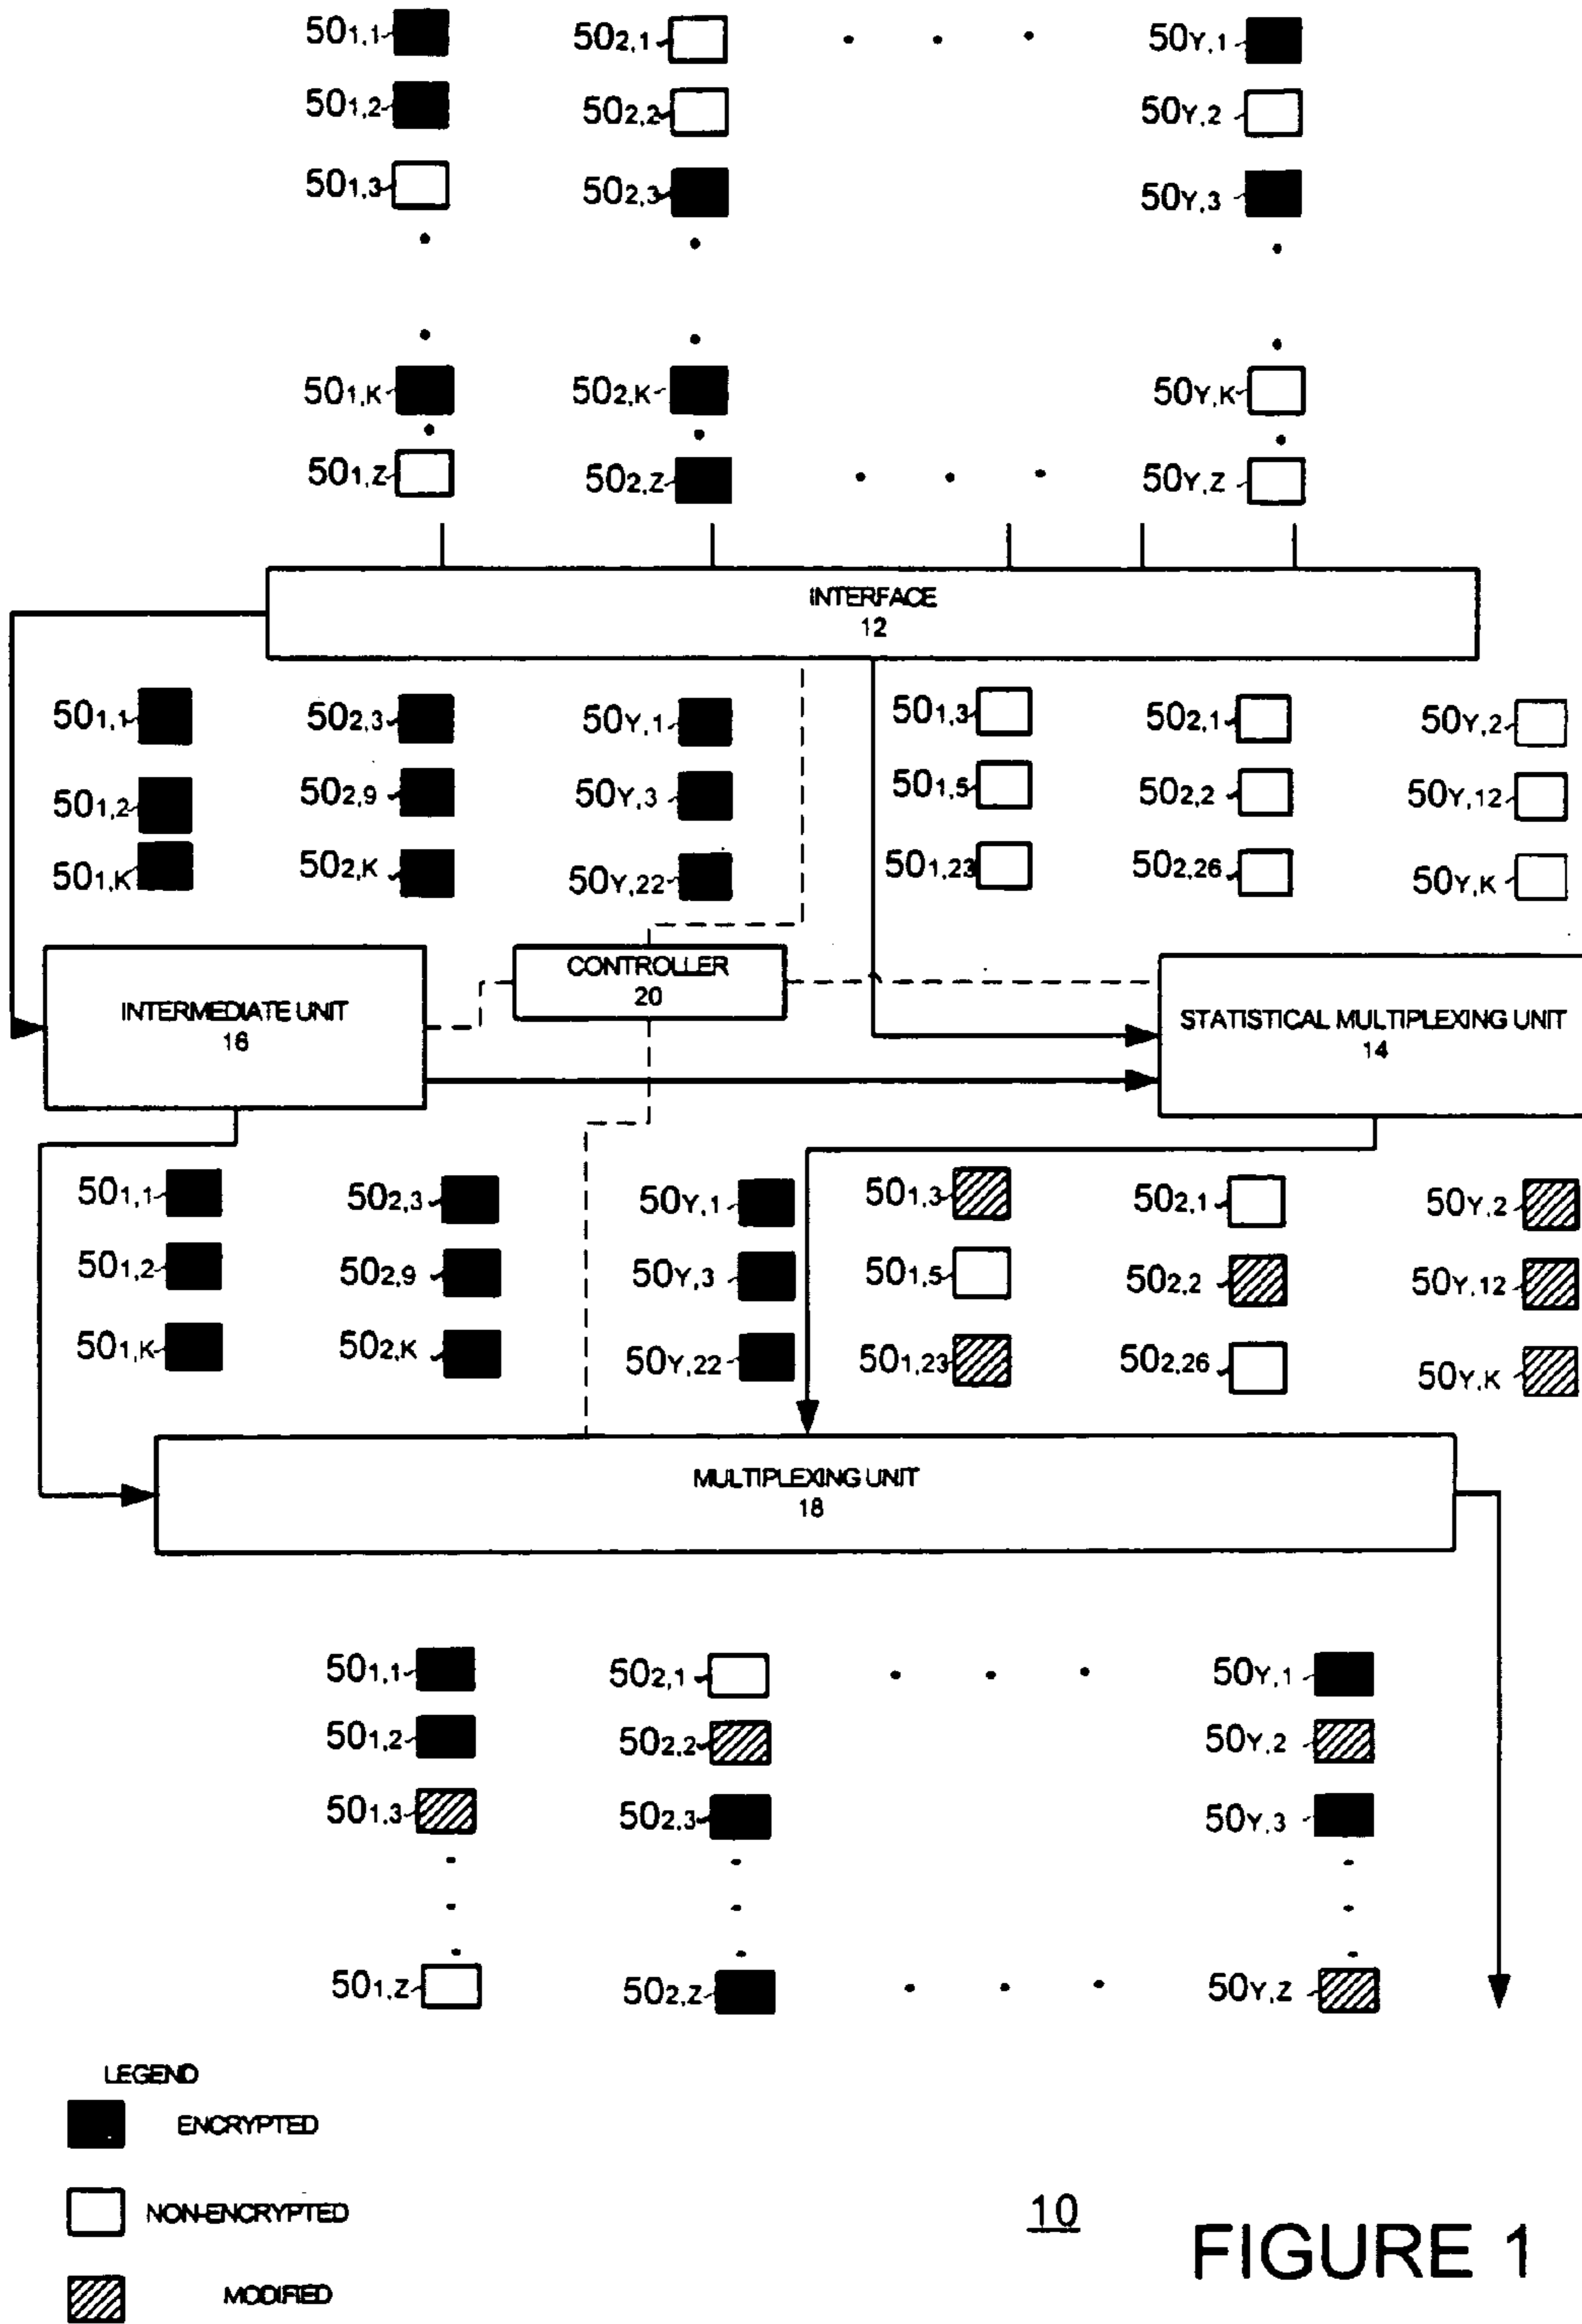 501,1 502,1 50Y,1
501,2 502,2 50Y,2
501,3 502,3 50Y,3
501,K 502,K 50Y,K
501,Z 502,Z 50Y,Z
INTERFACE
12
501,1 502,3 50Y,1 501,3 502,1 50Y,2
501,2 502,9 50Y,3 501,5 502,2 50Y,12
501,K 502,K 50Y,22 501,23 502,26 50Y,K
INTERMEDIATE UNIT
16
CONTROLLER
20
STATISTICAL MULTIPLEXING UNIT
14
501,1 502,3 50Y,1 501,3 502,1 50Y,2
501,2 502,9 50Y,3 501,5 502,2 50Y,12
501,K 502,K 50Y,22 501,23 502,26 50Y,K
MULTIPLEXING UNIT
18
501,1 502,1 50Y,1
501,2 502,2 50Y,2
501,3 502,3 50Y,3
501,Z 502,Z 50Y,Z
LEGEND
ENCRYPTED
NON-ENCRYPTED
MODIFIED
10
FIGURE 1